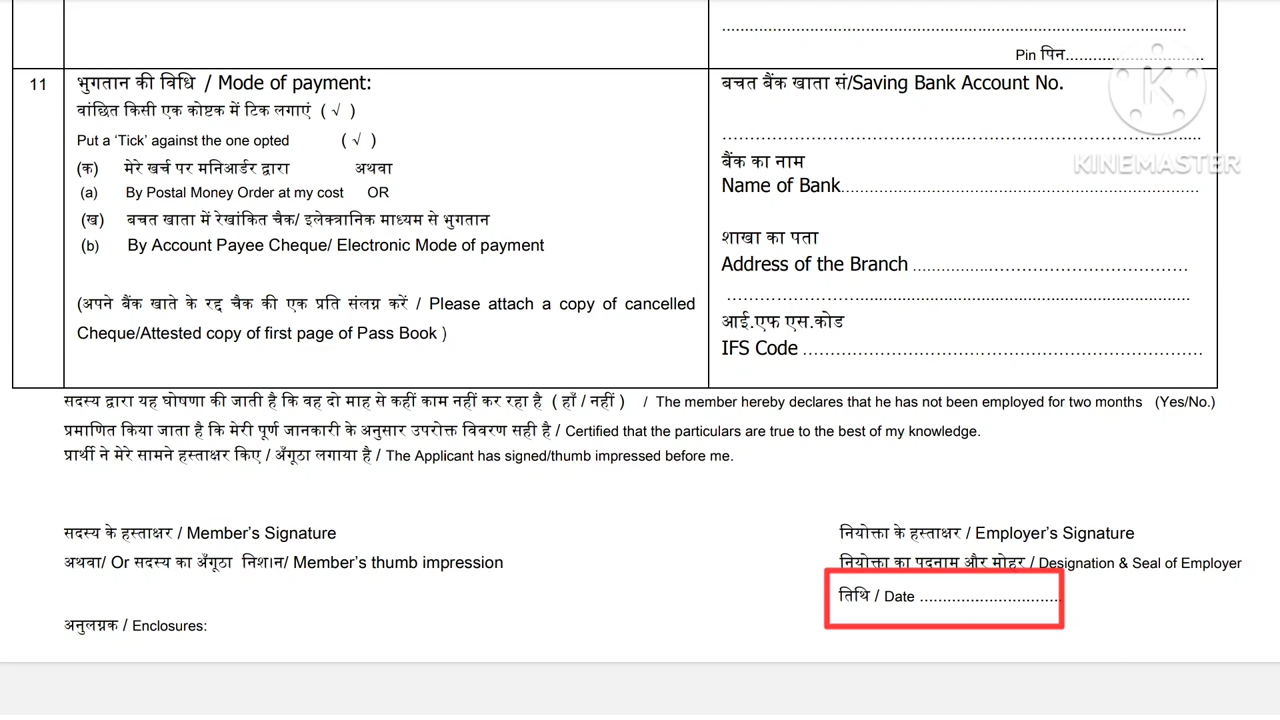 Pin पिन..................................
11
भुगतान की विधि / Mode of payment:
वांछित किसी एक कोष्टक में टिक लगाएं ( √ )
Put a ‘Tick’ against the one opted ( √ )
(क) मेरे खर्च पर मनिआर्डर द्वारा अथवा
(a) By Postal Money Order at my cost OR
(ख) बचत खाता में रेखांकित चैक/ इलेक्त्रानिक माध्यम से भुगतान
(b) By Account Payee Cheque/ Electronic Mode of payment
(अपने बैंक खाते के रद्द चैक की एक प्रति संलग्न करें / Please attach a copy of cancelled
Cheque/Attested copy of first page of Pass Book )
बचत बैंक खाता सं/Saving Bank Account No.
बैंक का नाम
Name of Bank..................................................................
शाखा का पता
Address of the Branch ..................................................
आई.एफ एस.कोड
IFS Code ..................................................................
KINEMASTER
सदस्य द्वारा यह घोषणा की जाती है कि वह दो माह से कहीं काम नहीं कर रहा है ( हाँ / नहीं ) / The member hereby declares that he has not been employed for two months (Yes/No.)
प्रमाणित किया जाता है कि मेरी पूर्ण जानकारी के अनुसार उपरोक्त विवरण सही है / Certified that the particulars are true to the best of my knowledge.
प्रार्थी ने मेरे सामने हस्ताक्षर किए / अँगूठा लगाया है / The Applicant has signed/thumb impressed before me.
सदस्य के हस्ताक्षर / Member’s Signature
अथवा/ Or सदस्य का अँगूठा निशान/ Member’s thumb impression
नियोक्ता के हस्ताक्षर / Employer’s Signature
नियोक्ता का पदनाम और मोहर / Designation & Seal of Employer
तिथि / Date ...............................
अनुलग्नक / Enclosures: